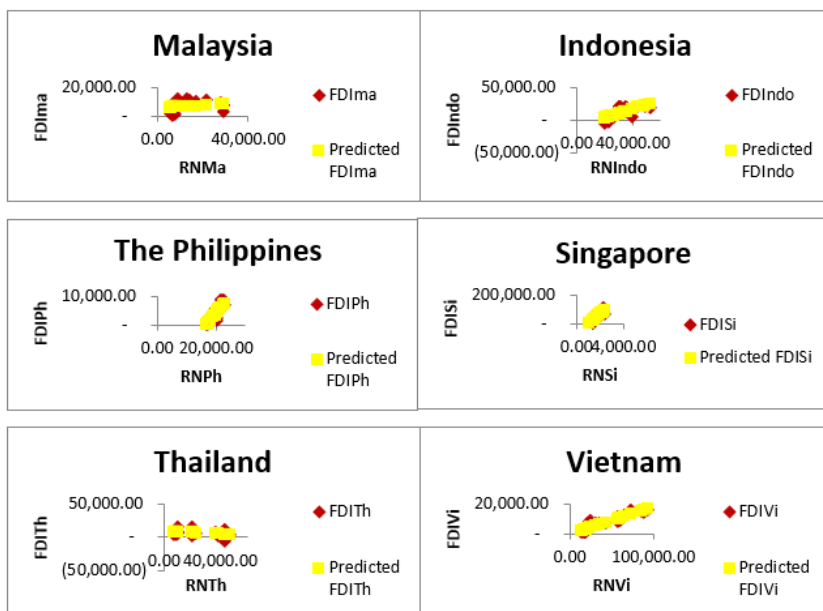 Malaysia
FDIma
20,000.00
-
0.00
40,000.00
RNMa
FDIma
Predicted
FDIma
Indonesia
FDIndo
50,000.00
-
(50,000.00)
0.00 40,000.00
RNIndo
FDIndo
Predicted
FDIndo
The Philippines
FDIPh
10,000.00
-
0.00
20,000.00
RNPh
FDIPh
Predicted
FDIPh
Singapore
FDISi
200,000.00
-
0.00 4,000.00
RNSi
FDISi
Predicted FDISi
Thailand
FDITh
50,000.00
-
(50,000.00)
0.00 40,000.00
RNTh
FDITh
Predicted
FDITh
Vietnam
FDIVi
20,000.00
-
0.00
100,000.00
RNVi
FDIVi
Predicted
FDIVi